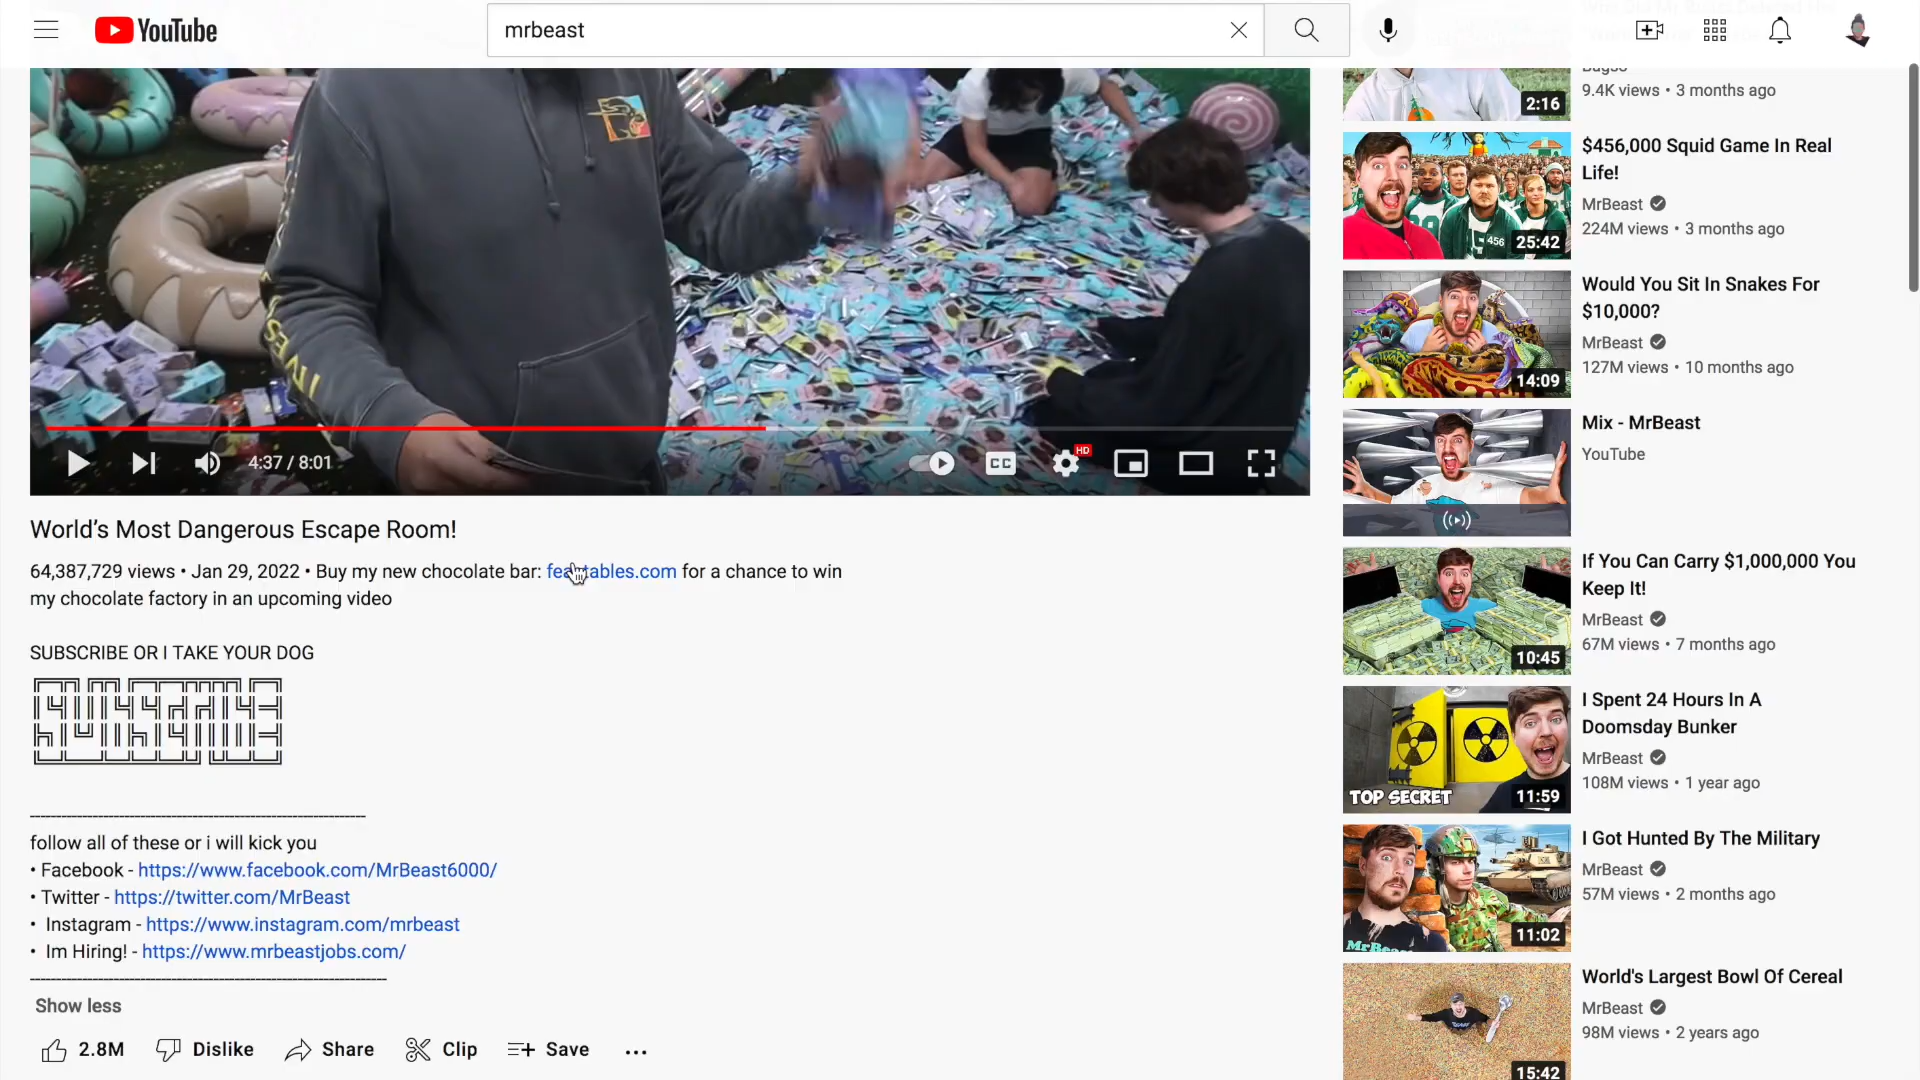 YouTube
mrbeast
4:37 / 8:01
CC
HD
World’s Most Dangerous Escape Room!
64,387,729 views • Jan 29, 2022 • Buy my new chocolate bar: feastables.com for a chance to win
my chocolate factory in an upcoming video
SUBSCRIBE OR I TAKE YOUR DOG
follow all of these or i will kick you
• Facebook - https://www.facebook.com/MrBeast6000/
• Twitter - https://twitter.com/MrBeast
• Instagram - https://www.instagram.com/mrbeast
• Im Hiring! - https://www.mrbeastjobs.com/
Show less
2.8M
Dislike
Share
Clip
Save
2:16
9.4K views • 3 months ago
456
25:42
$456,000 Squid Game In Real
Life!
MrBeast
224M views • 3 months ago
14:09
Would You Sit In Snakes For
$10,000?
MrBeast
127M views • 10 months ago
Mix - MrBeast
YouTube
10:45
If You Can Carry $1,000,000 You
Keep It!
MrBeast
67M views • 7 months ago
TOP SECRET
11:59
I Spent 24 Hours In A
Doomsday Bunker
MrBeast
108M views • 1 year ago
11:02
I Got Hunted By The Military
MrBeast
57M views • 2 months ago
15:42
World's Largest Bowl Of Cereal
MrBeast
98M views • 2 years ago